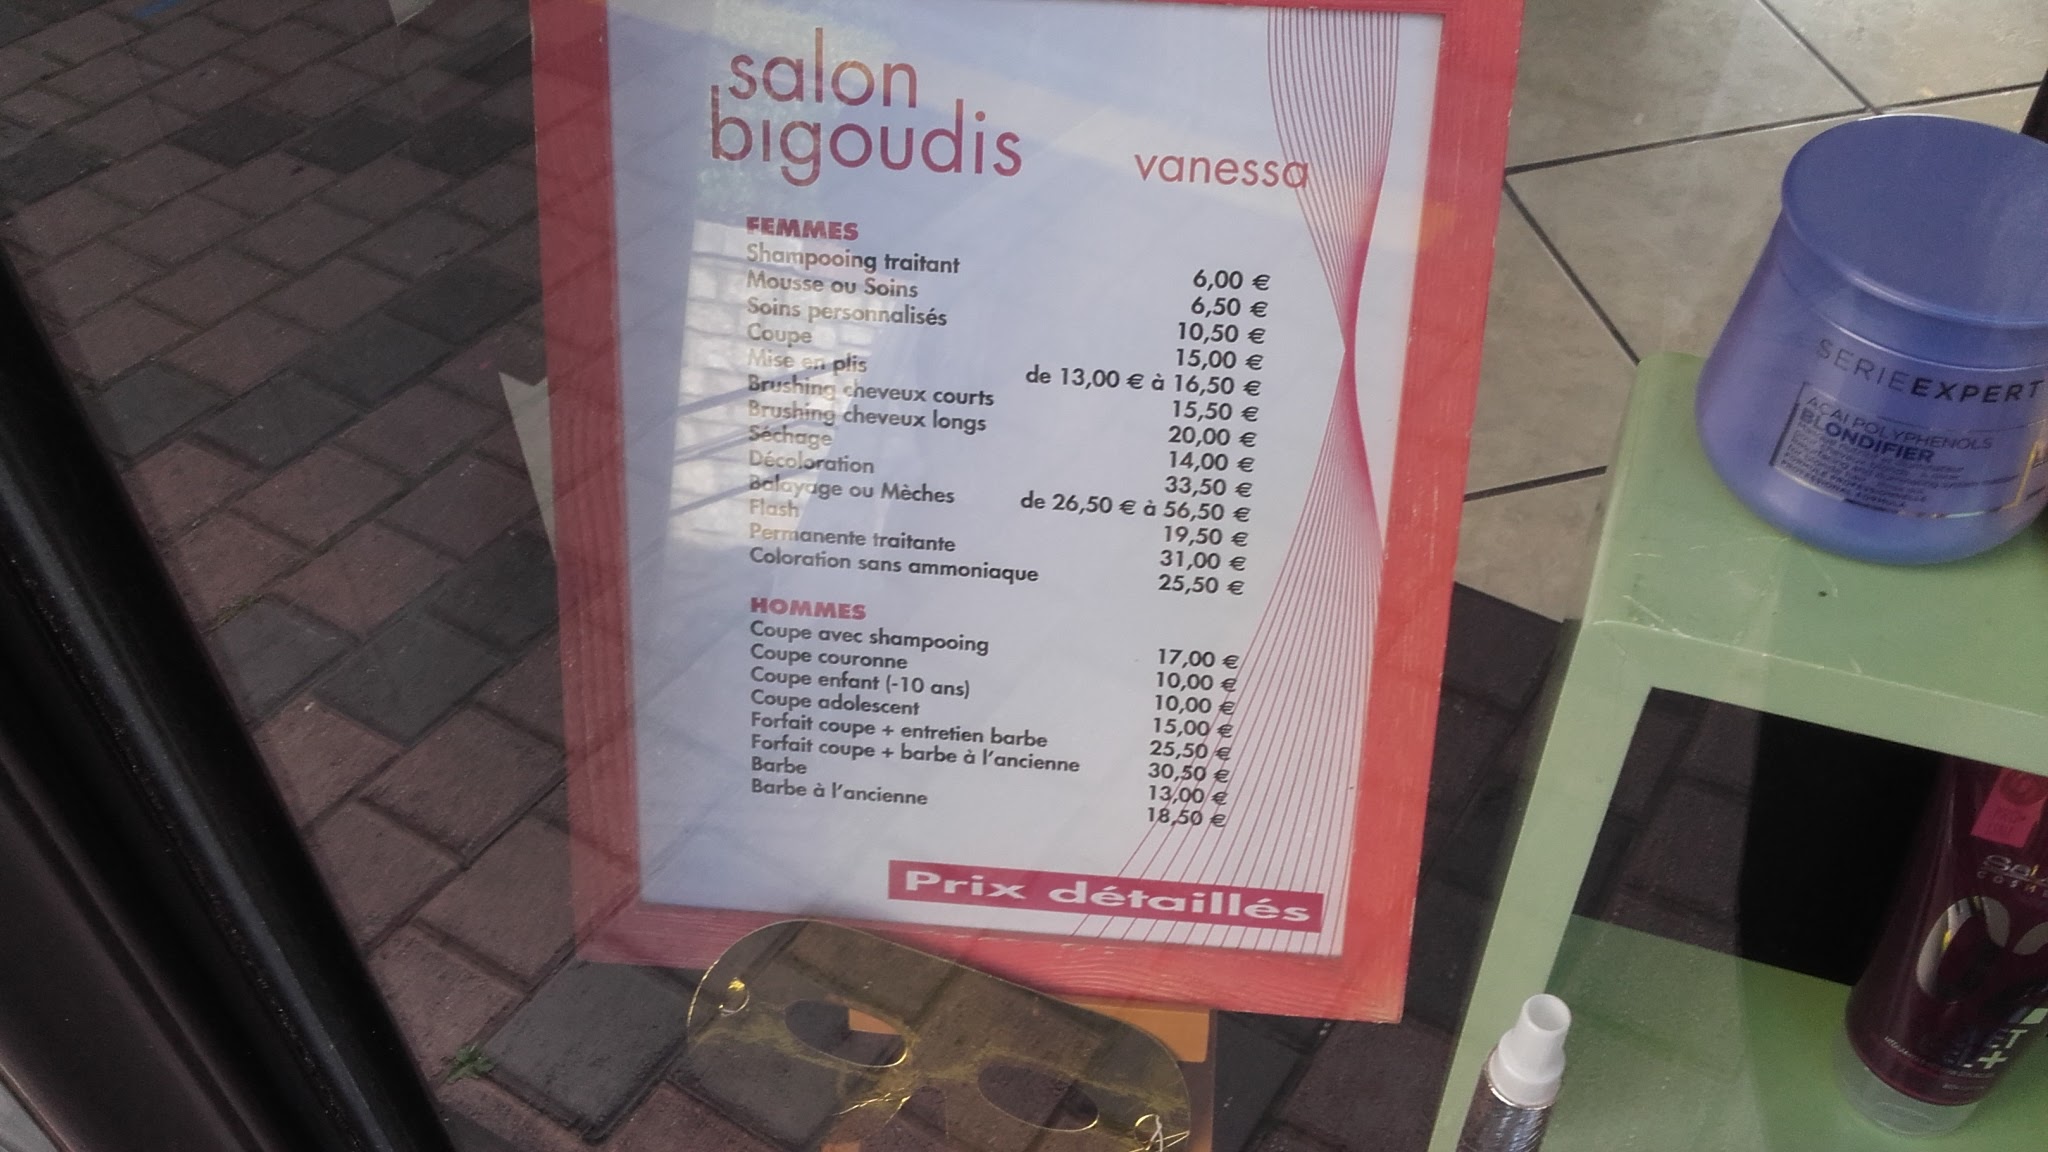 salon
bigoudis
vanessa
FEMMES
Shampooing traitant 6,00 €
Mousse ou Soins 6,50 €
Soins personnalisés 10,50 €
Coupe 15,00 €
Mise en plis de 13,00 € à 16,50 €
Brushing cheveux courts 15,50 €
Brushing cheveux longs 20,00 €
Séchage 14,00 €
Décoloration 33,50 €
Balayage ou Mèches de 26,50 € à 56,50 €
Flash 19,50 €
Permanente traitante 31,00 €
Coloration sans ammoniaque 25,50 €
HOMMES
Coupe avec shampooing 17,00 €
Coupe couronne 10,00 €
Coupe enfant (-10 ans) 10,00 €
Coupe adolescent 15,00 €
Forfait coupe + entretien barbe 25,50 €
Forfait coupe + barbe à l'ancienne 30,50 €
Barbe 13,00 €
Barbe à l'ancienne 18,50 €
Prix détaillés
SERIE EXPERT
AÇAI POLYPHENOLS
BLONDIFIER